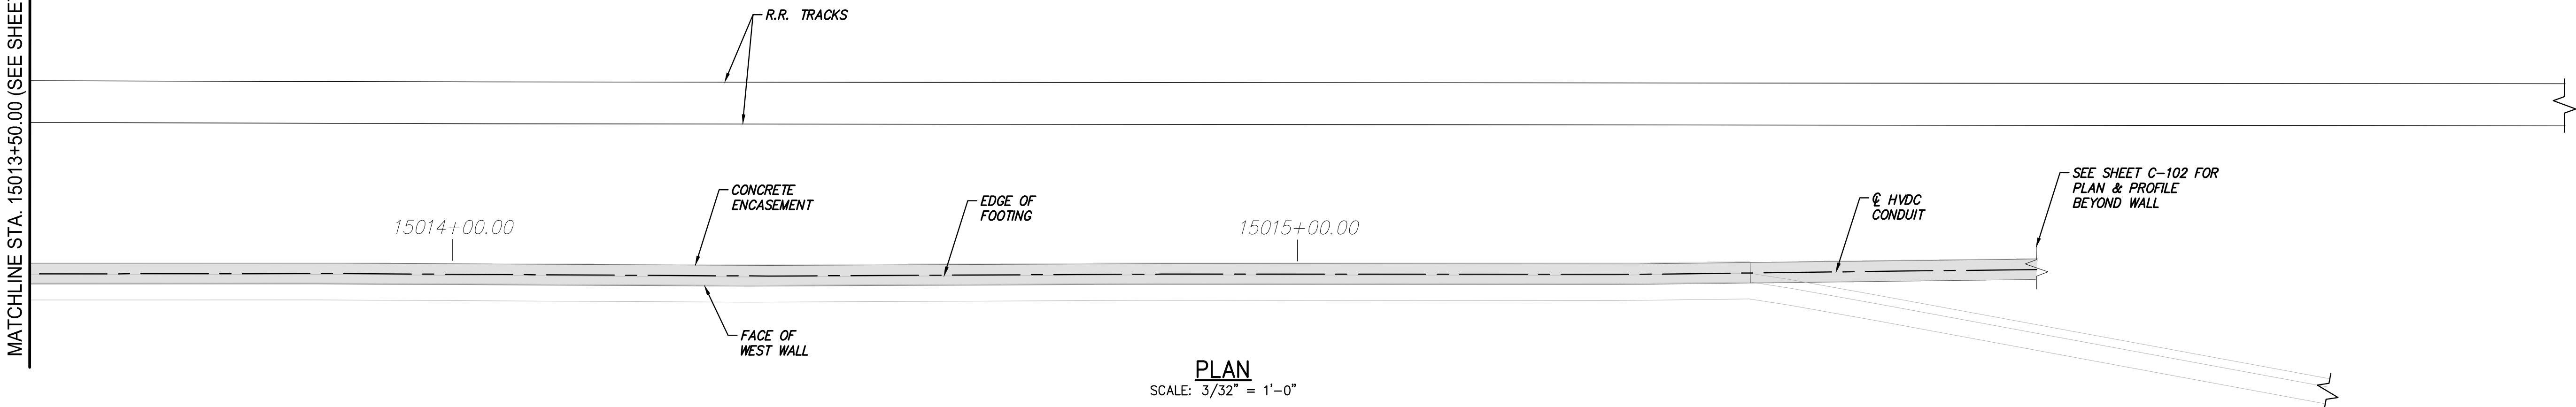 MATCHLINE STA. 15013+50.00 (SEE SHEET
R.R. TRACKS
CONCRETE
ENCASEMENT
EDGE OF
FOOTING
℄ HVDC
CONDUIT
SEE SHEET C-102 FOR
PLAN & PROFILE
BEYOND WALL
15014+00.00
15015+00.00
FACE OF
WEST WALL
PLAN
SCALE: 3/32" = 1'-0"